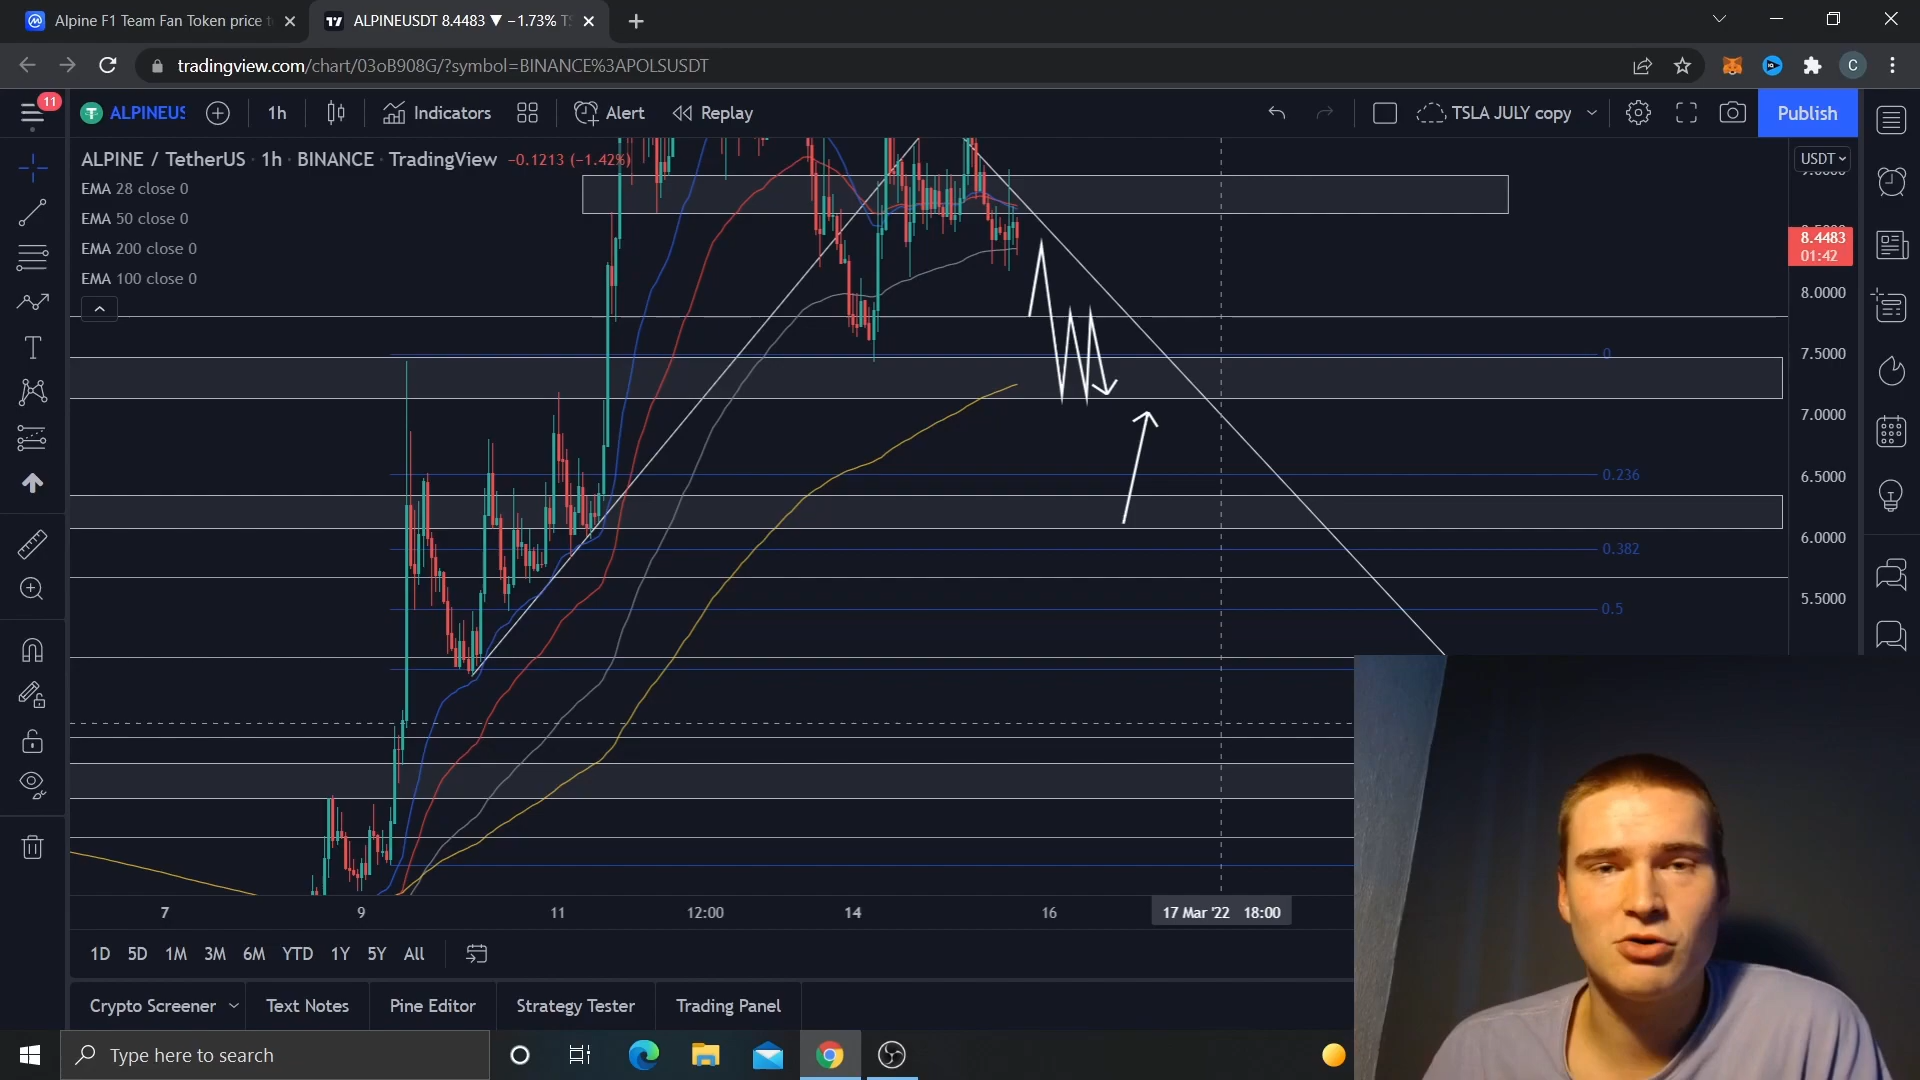 Alpine F1 Team Fan Token price t
ALPINEUSDT 8.4483 ▼ −1.73% T
tradingview.com/chart/03oB908G/?symbol=BINANCE%3APOLSUSDT
C
11
ALPINEUS
1h
Indicators
Alert
Replay
TSLA JULY copy
Publish
ALPINE / TetherUS · 1h · BINANCE · TradingView −0.1213 (−1.42%)
USDT
EMA 28 close 0
EMA 50 close 0
EMA 200 close 0
EMA 100 close 0
8.4483
01:42
8.0000
7.5000
7.0000
6.5000
6.0000
5.5000
0
0.236
0.382
0.5
7
9
11
12:00
14
16
17 Mar '22 18:00
1D 5D 1M 3M 6M YTD 1Y 5Y All
Crypto Screener
Text Notes
Pine Editor
Strategy Tester
Trading Panel
Type here to search